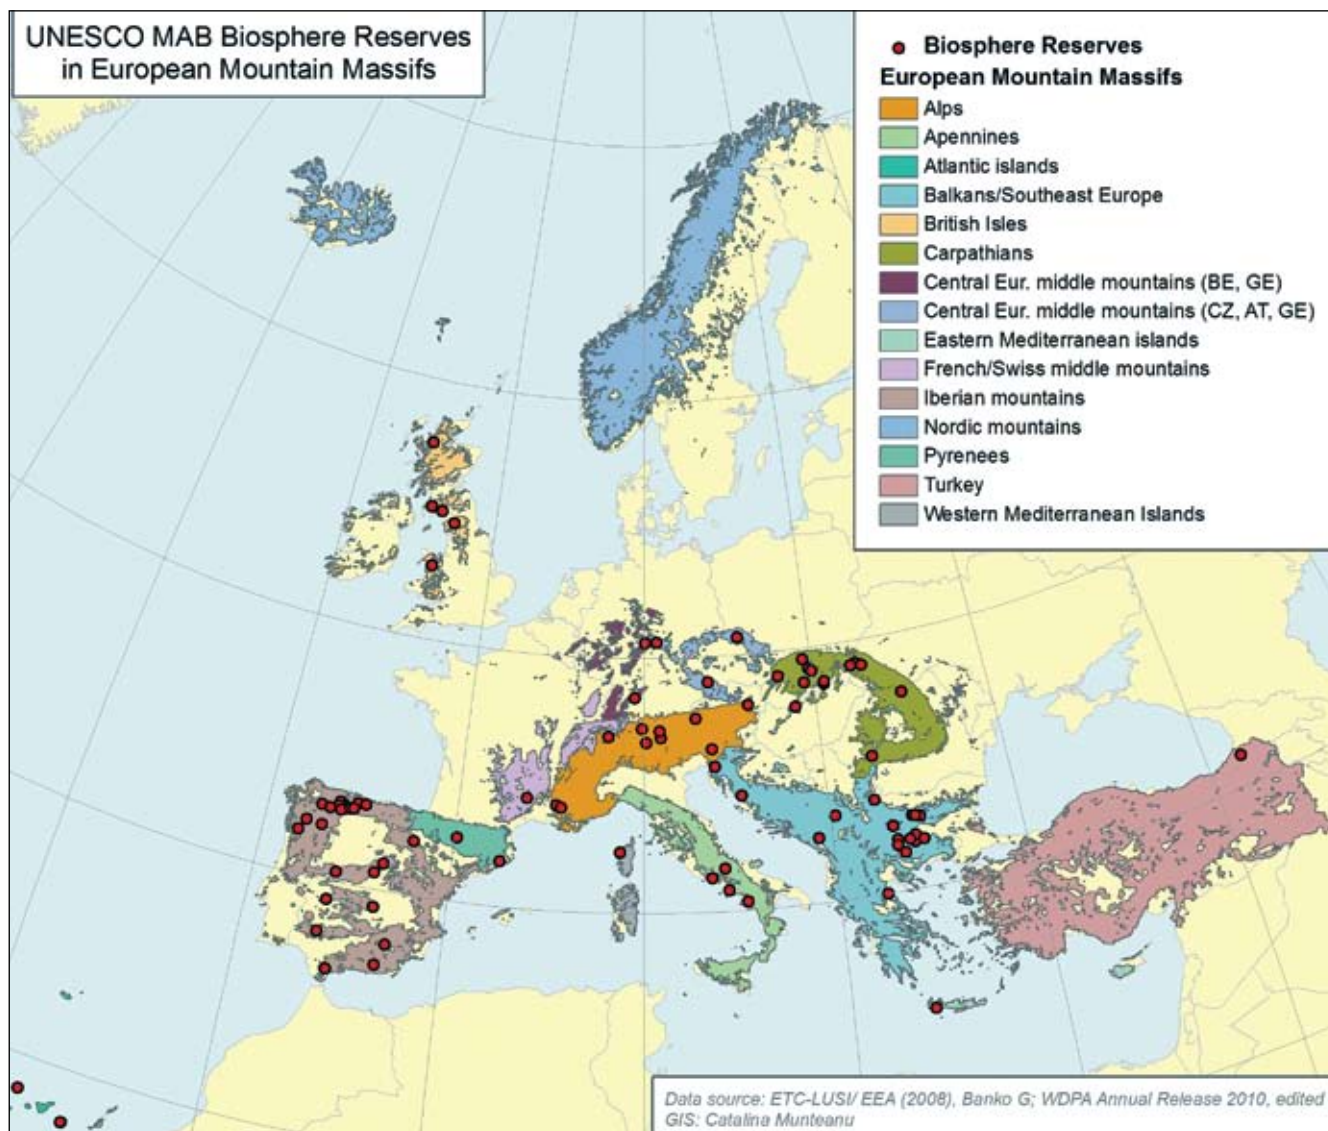 UNESCO MAB Biosphere Reserves
in European Mountain Massifs
Biosphere Reserves
European Mountain Massifs
Alps
Apennines
Atlantic islands
Balkans/Southeast Europe
British Isles
Carpathians
Central Eur. middle mountains (BE, GE)
Central Eur. middle mountains (CZ, AT, GE)
Eastern Mediterranean islands
French/Swiss middle mountains
Iberian mountains
Nordic mountains
Pyrenees
Turkey
Western Mediterranean Islands
Data source: ETC-LUSI/ EEA (2008), Banko G; WDPA Annual Release 2010, edited
GIS: Catalina Munteanu